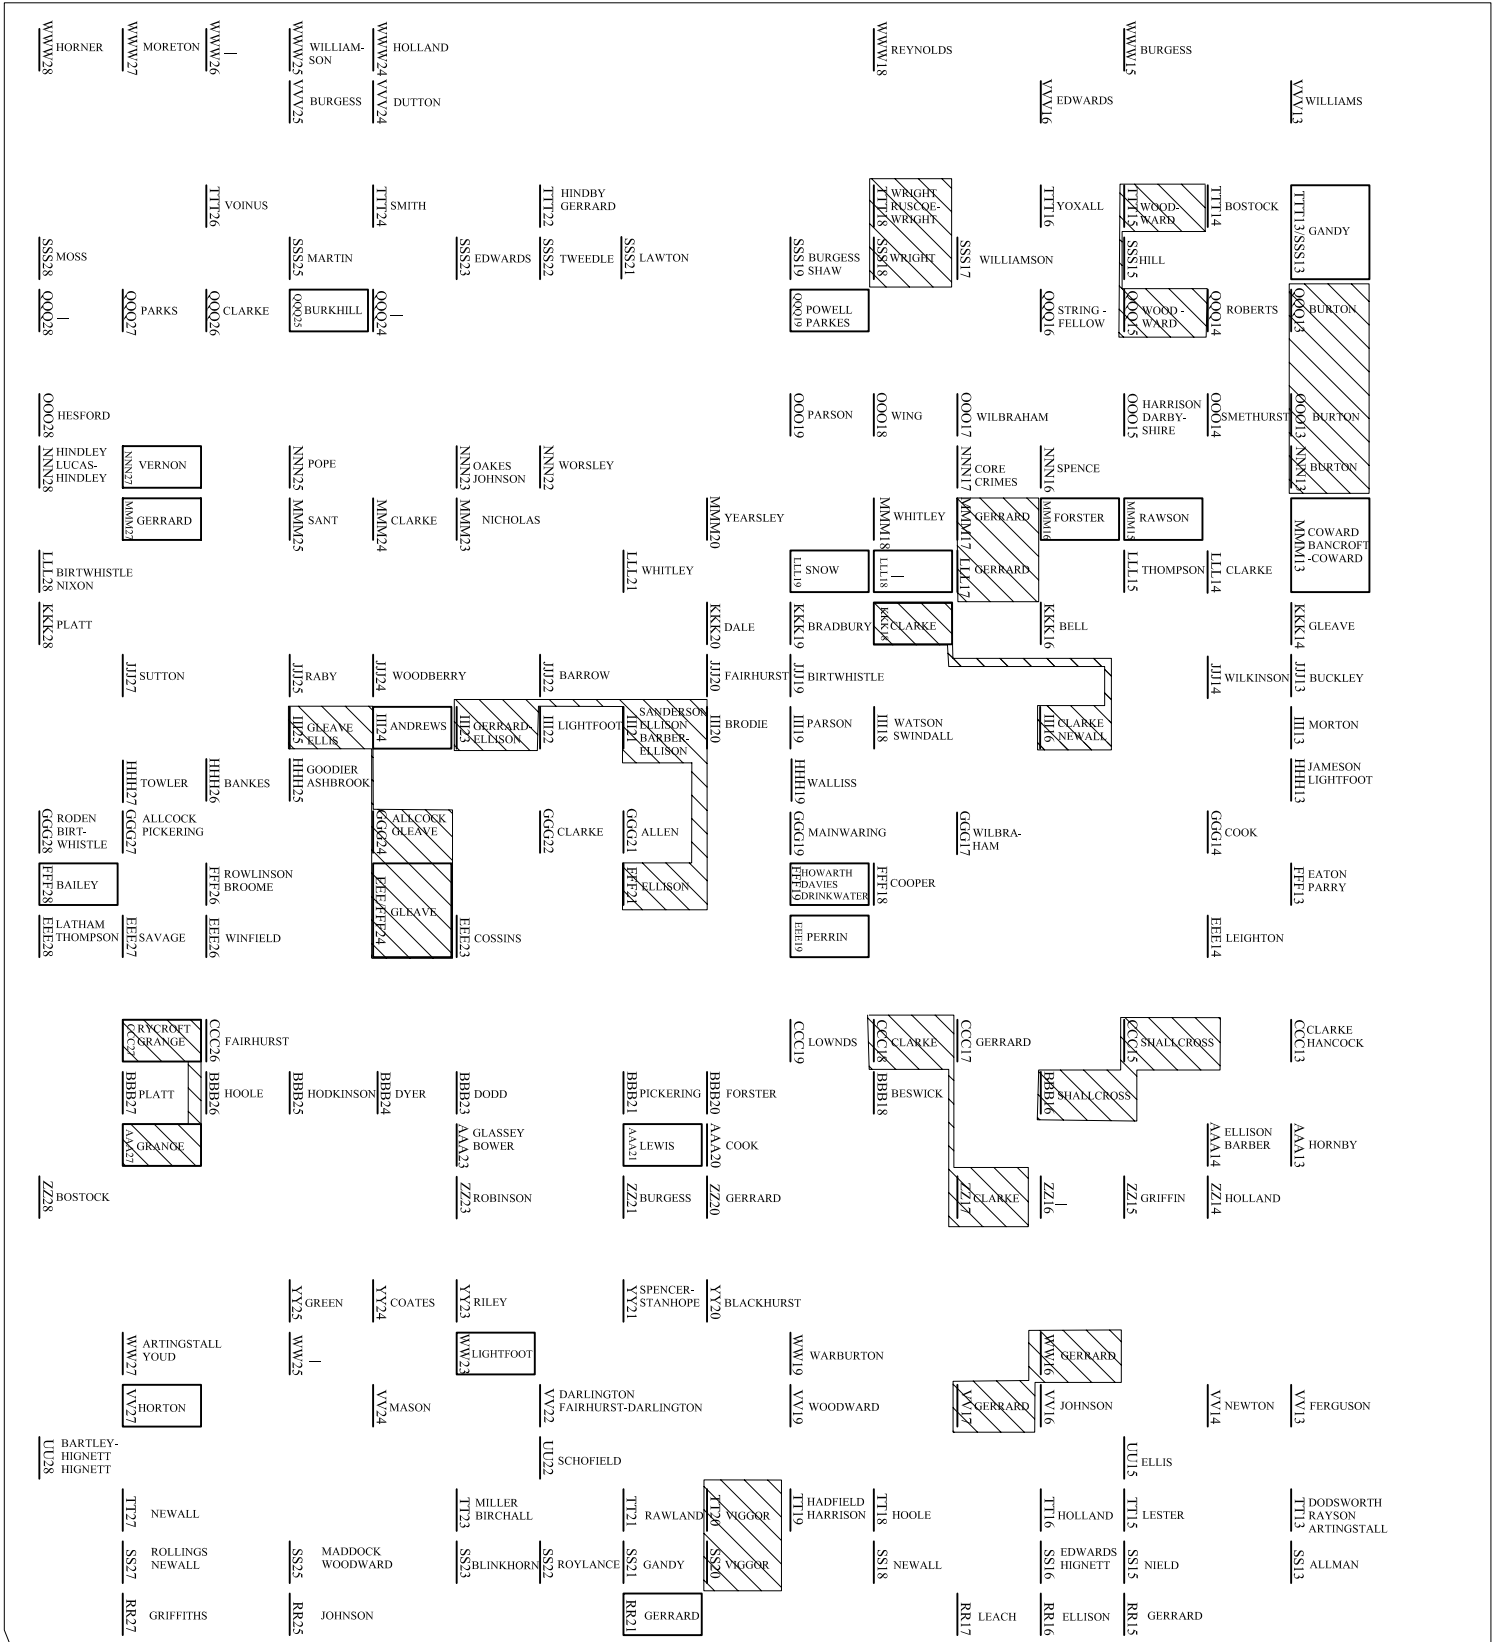 WWW28 HORNER
WWW27 MORETON
WWW26 —
WWW25 WILLIAM-
SON
WWW24 HOLLAND
WWW18 REYNOLDS
WWW15 BURGESS
VVV25 BURGESS
VVV24 DUTTON
VVV16 EDWARDS
VVV13 WILLIAMS
TTT26 VOINUS
TTT24 SMITH
TTT22 HINDBY
GERRARD
TTT18 WRIGHT
RUSCOE-
WRIGHT
TTT16 YOXALL
TTT15 WOOD-
WARD
TTT14 BOSTOCK
TTT13/SSS13 GANDY
SSS28 MOSS
SSS25 MARTIN
SSS23 EDWARDS
SSS22 TWEEDLE
SSS21 LAWTON
SSS19 BURGESS
SHAW
SSS18 WRIGHT
SSS17 WILLIAMSON
SSS15 HILL
QQQ28 —
QQQ27 PARKS
QQQ26 CLARKE
QQQ25 BURKHILL
QQQ24 —
QQQ19 POWELL
PARKES
QQQ16 STRING -
FELLOW
QQQ15 WOOD -
WARD
QQQ14 ROBERTS
QQQ13 BURTON
OOO28 HESFORD
OOO19 PARSON
OOO18 WING
OOO17 WILBRAHAM
OOO15 HARRISON
DARBY-
SHIRE
OOO14 SMETHURST
OOO13 BURTON
NNN28 HINDLEY
LUCAS-
HINDLEY
NNN27 VERNON
NNN25 POPE
NNN23 OAKES
JOHNSON
NNN22 WORSLEY
NNN17 CORE
CRIMES
NNN16 SPENCE
NNN13 BURTON
MMM27 GERRARD
MMM25 SANT
MMM24 CLARKE
MMM23 NICHOLAS
MMM20 YEARSLEY
MMM18 WHITLEY
MMM17 GERRARD
MMM16 FORSTER
MMM15 RAWSON
MMM13 COWARD
BANCROFT
-COWARD
LLL28 BIRTWHISTLE
NIXON
LLL21 WHITLEY
LLL19 SNOW
LLL18 —
LLL17 GERRARD
LLL15 THOMPSON
LLL14 CLARKE
KKK28 PLATT
KKK20 DALE
KKK19 BRADBURY
KKK18 CLARKE
KKK16 BELL
KKK14 GLEAVE
JJJ27 SUTTON
JJJ25 RABY
JJJ24 WOODBERRY
JJJ22 BARROW
JJJ20 FAIRHURST
JJJ19 BIRTWHISTLE
JJJ14 WILKINSON
JJJ13 BUCKLEY
III25 GLEAVE
ELLIS
III24 ANDREWS
III23 GERRARD-
ELLISON
III22 LIGHTFOOT
III21 SANDERSON
ELLISON
BARBER-
ELLISON
III20 BRODIE
III19 PARSON
III18 WATSON
SWINDALL
III16 CLARKE
NEWALL
III13 MORTON
HHH27 TOWLER
HHH26 BANKES
HHH25 GOODIER
ASHBROOK
HHH19 WALLISS
HHH13 JAMESON
LIGHTFOOT
GGG28 RODEN
BIRT-
WHISTLE
GGG27 ALLCOCK
PICKERING
GGG24 ALLCOCK
GLEAVE
GGG22 CLARKE
GGG21 ALLEN
GGG19 MAINWARING
GGG17 WILBRA-
HAM
GGG14 COOK
FFF28 BAILEY
FFF26 ROWLINSON
BROOME
EEE/FFF24 GLEAVE
FFF21 ELLISON
FFF19 HOWARTH
DAVIES
DRINKWATER
FFF18 COOPER
FFF13 EATON
PARRY
EEE28 LATHAM
THOMPSON
EEE27 SAVAGE
EEE26 WINFIELD
EEE23 COSSINS
EEE19 PERRIN
EEE14 LEIGHTON
CCC27 RYCROFT
GRANGE
CCC26 FAIRHURST
CCC19 LOWNDS
CCC18 CLARKE
CCC17 GERRARD
CCC15 SHALLCROSS
CCC13 CLARKE
HANCOCK
BBB27 PLATT
BBB26 HOOLE
BBB25 HODKINSON
BBB24 DYER
BBB23 DODD
BBB21 PICKERING
BBB20 FORSTER
BBB18 BESWICK
BBB16 SHALLCROSS
AAA27 GRANGE
AAA23 GLASSEY
BOWER
AAA21 LEWIS
AAA20 COOK
AAA14 ELLISON
BARBER
AAA13 HORNBY
ZZ28 BOSTOCK
ZZ23 ROBINSON
ZZ21 BURGESS
ZZ20 GERRARD
ZZ17 CLARKE
ZZ16 —
ZZ15 GRIFFIN
ZZ14 HOLLAND
YY25 GREEN
YY24 COATES
YY23 RILEY
YY21 SPENCER-
STANHOPE
YY20 BLACKHURST
WW27 ARTINGSTALL
YOUD
WW25 —
WW23 LIGHTFOOT
WW19 WARBURTON
WW16 GERRARD
VV27 HORTON
VV24 MASON
VV22 DARLINGTON
FAIRHURST-DARLINGTON
VV19 WOODWARD
VV17 GERRARD
VV16 JOHNSON
VV14 NEWTON
VV13 FERGUSON
UU28 BARTLEY-
HIGNETT
HIGNETT
UU22 SCHOFIELD
UU15 ELLIS
TT27 NEWALL
TT23 MILLER
BIRCHALL
TT21 RAWLAND
TT20 VIGGOR
TT19 HADFIELD
HARRISON
TT18 HOOLE
TT16 HOLLAND
TT15 LESTER
TT13 DODSWORTH
RAYSON
ARTINGSTALL
SS27 ROLLINGS
NEWALL
SS25 MADDOCK
WOODWARD
SS23 BLINKHORN
SS22 ROYLANCE
SS21 GANDY
SS20 VIGGOR
SS18 NEWALL
SS16 EDWARDS
HIGNETT
SS15 NIELD
SS13 ALLMAN
RR27 GRIFFITHS
RR25 JOHNSON
RR21 GERRARD
RR17 LEACH
RR16 ELLISON
RR15 GERRARD